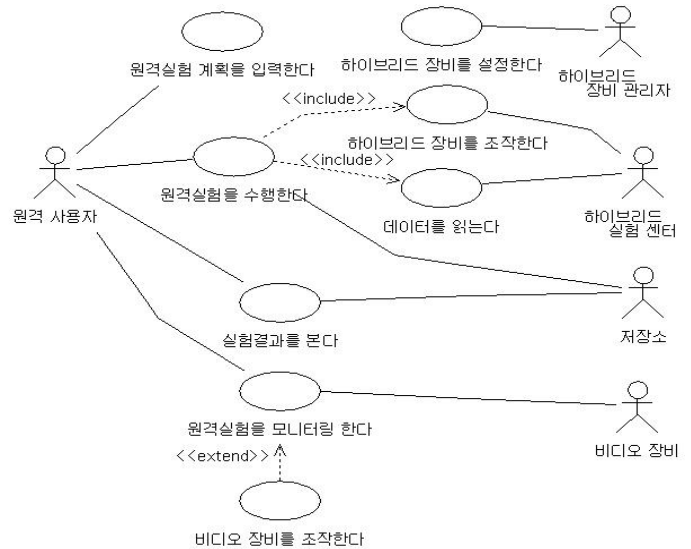 원격실험 계획을 입력한다
하이브리드 장비를 설정한다
하이브리드
장비 관리자
<<include>>
하이브리드 장비를 조작한다
<<include>>
원격 사용자
원격실험을 수행한다
데이터를 읽는다
하이브리드
실험 센터
실험결과를 본다
저장소
원격실험을 모니터링 한다
비디오 장비
<<extend>>
비디오 장비를 조작한다